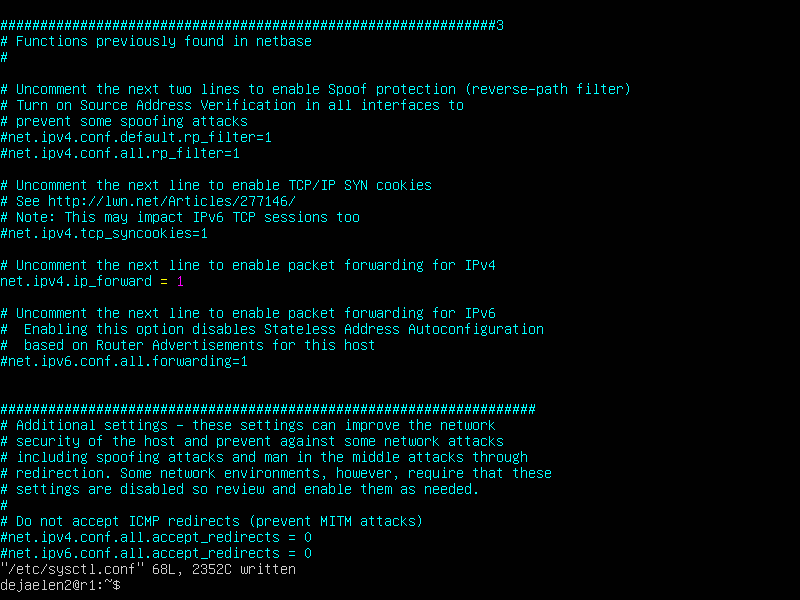 ##############################################################3
# Functions previously found in netbase
#
# Uncomment the next two lines to enable Spoof protection (reverse-path filter)
# Turn on Source Address Verification in all interfaces to
# prevent some spoofing attacks
#net.ipv4.conf.default.rp_filter=1
#net.ipv4.conf.all.rp_filter=1
# Uncomment the next line to enable TCP/IP SYN cookies
# See http://lwn.net/Articles/277146/
# Note: This may impact IPv6 TCP sessions too
#net.ipv4.tcp_syncookies=1
# Uncomment the next line to enable packet forwarding for IPv4
net.ipv4.ip_forward = 1
# Uncomment the next line to enable packet forwarding for IPv6
#  Enabling this option disables Stateless Address Autoconfiguration
#  based on Router Advertisements for this host
#net.ipv6.conf.all.forwarding=1
###################################################################
# Additional settings - these settings can improve the network
# security of the host and prevent against some network attacks
# including spoofing attacks and man in the middle attacks through
# redirection. Some network environments, however, require that these
# settings are disabled so review and enable them as needed.
#
# Do not accept ICMP redirects (prevent MITM attacks)
#net.ipv4.conf.all.accept_redirects = 0
#net.ipv6.conf.all.accept_redirects = 0
"/etc/sysctl.conf" 68L, 2352C written
dejaelen2@r1:~$